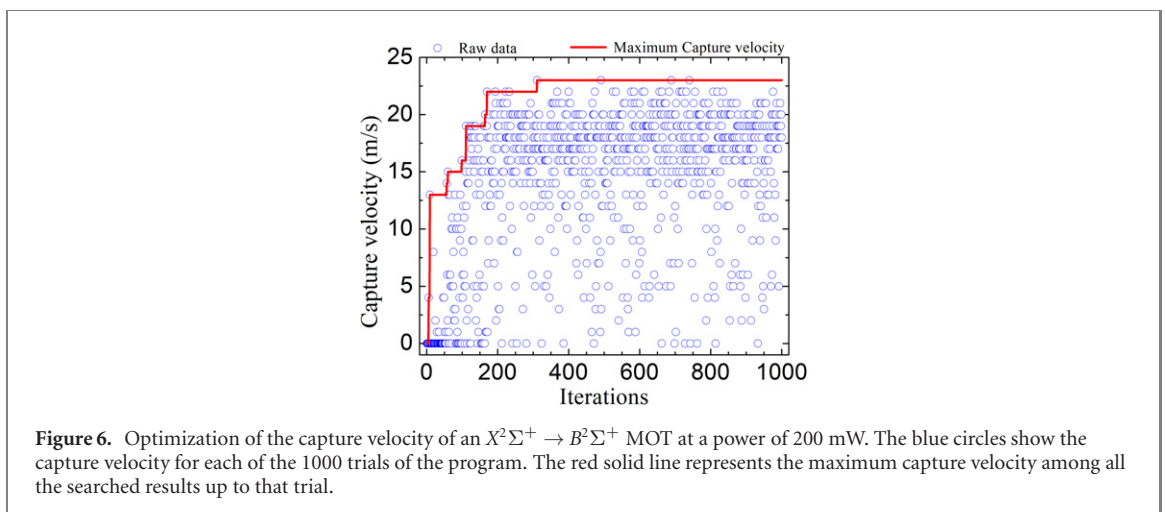 Raw data
Maximum Capture velocity
25
20
15
10
5
0
Capture velocity (m/s)
0 200 400 600 800 1000
Iterations
Figure 6. Optimization of the capture velocity of an X²Σ⁺ → B²Σ⁺ MOT at a power of 200 mW. The blue circles show the
capture velocity for each of the 1000 trials of the program. The red solid line represents the maximum capture velocity among all
the searched results up to that trial.